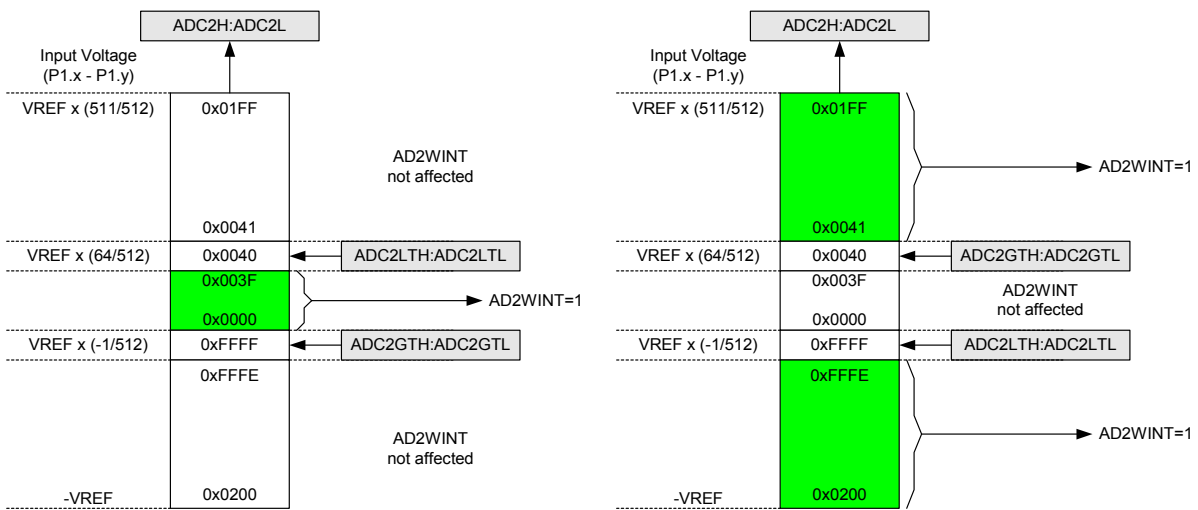 ADC2H:ADC2L
Input Voltage
(P1.x - P1.y)
VREF x (511/512)
0x01FF
AD2WINT
not affected
0x0041
VREF x (64/512)
0x0040
ADC2LTH:ADC2LTL
0x003F
AD2WINT=1
0x0000
VREF x (-1/512)
0xFFFF
ADC2GTH:ADC2GTL
0xFFFE
AD2WINT
not affected
-VREF
0x0200
ADC2H:ADC2L
Input Voltage
(P1.x - P1.y)
VREF x (511/512)
0x01FF
AD2WINT=1
0x0041
VREF x (64/512)
0x0040
ADC2GTH:ADC2GTL
0x003F
AD2WINT
not affected
0x0000
VREF x (-1/512)
0xFFFF
ADC2LTH:ADC2LTL
0xFFFE
AD2WINT=1
-VREF
0x0200